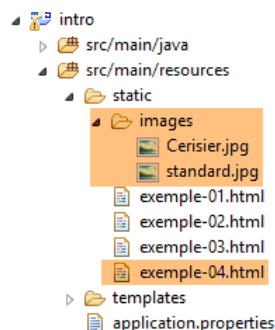 intro
src/main/java
src/main/resources
static
images
Cerisier.jpg
standard.jpg
exemple-01.html
exemple-02.html
exemple-03.html
exemple-04.html
templates
application.properties